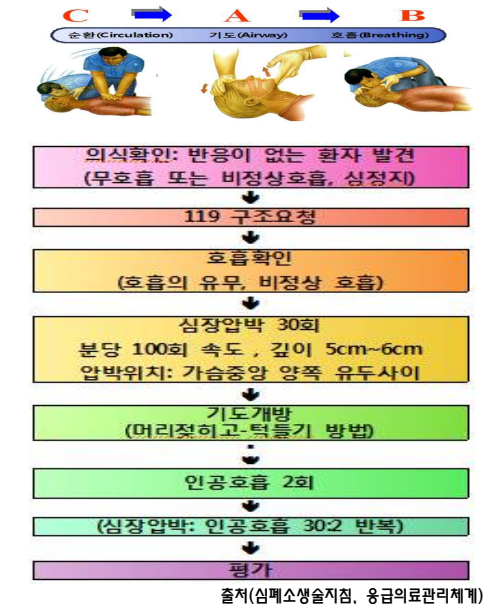 C A B
순환(Circulation) 기도(Airway) 호흡(Breathing)
의식확인: 반응이 없는 환자 발견
(무호흡 또는 비정상호흡, 심정지)
119 구조요청
호흡확인
(호흡의 유무, 비정상 호흡)
심장압박 30회
분당 100회 속도 , 깊이 5cm~6cm
압박위치: 가슴중앙 양쪽 유두사이
기도개방
(머리젖히고-턱들기 방법)
인공호흡 2회
(심장압박: 인공호흡 30:2 반복)
평가
출처(심폐소생술지침, 응급의료관리체계)